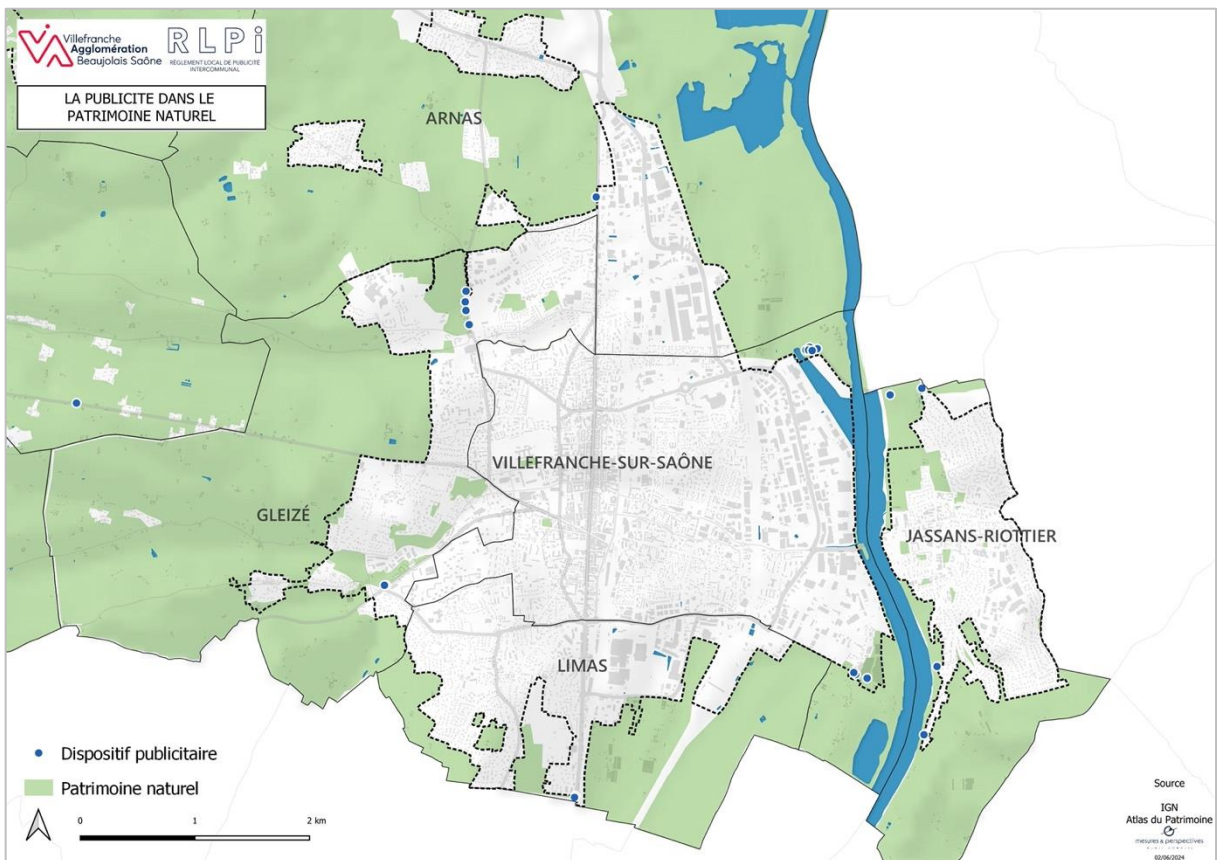 Villefranche
Agglomération
Beaujolais Saône
RLPi
RÈGLEMENT LOCAL DE PUBLICITÉ
INTERCOMMUNAL
LA PUBLICITE DANS LE
PATRIMOINE NATUREL
ARNAS
VILLEFRANCHE-SUR-SAÔNE
GLEIZÉ
JASSANS-RIOTTIER
LIMAS
Dispositif publicitaire
Patrimoine naturel
0 1 2 km
Source
IGN
Atlas du Patrimoine
mesures & perspectives
02/06/2024